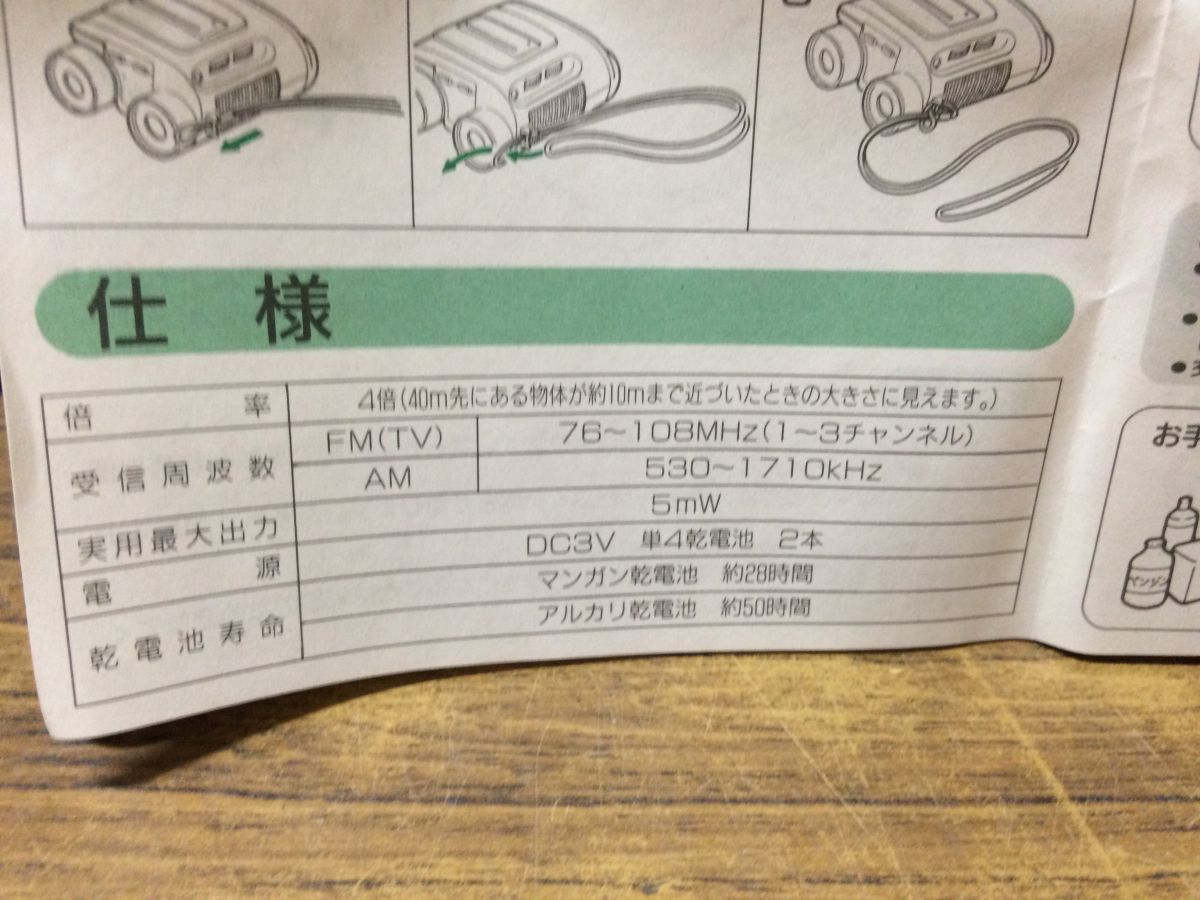 仕様
倍率 4倍(40m先にある物体が約10mまで近づいたときの大きさに見えます。)
受信周波数 FM(TV) 76〜108MHz(1〜3チャンネル)
AM 530〜1710kHz
実用最大出力 5mW
電源 DC3V 単4乾電池 2本
乾電池寿命 マンガン乾電池 約28時間
アルカリ乾電池 約50時間
お手
ベンジン